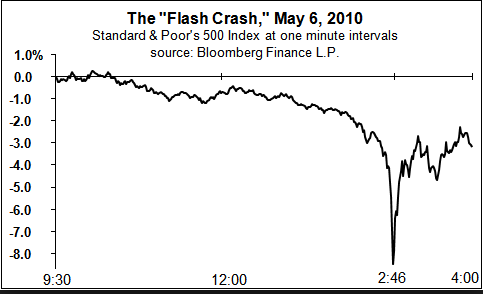 The "Flash Crash," May 6, 2010
Standard & Poor's 500 Index at one minute intervals
source: Bloomberg Finance L.P.
1.0%
0.0
-1.0
-2.0
-3.0
-4.0
-5.0
-6.0
-7.0
-8.0
9:30 12:00 2:46 4:00